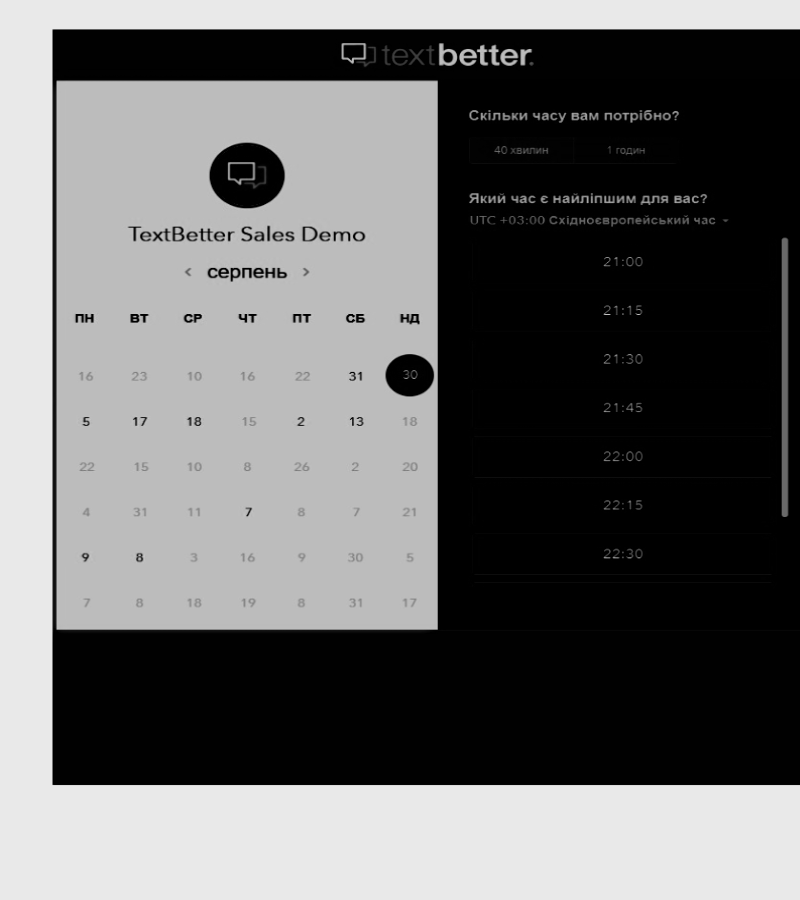 textbetter.
TextBetter Sales Demo
< серпень >
ПН ВТ СР ЧТ ПТ СБ НД
16 23 10 16 22 31 30
5 17 18 15 2 13 18
22 15 10 8 26 2 20
4 31 11 7 8 7 21
9 8 3 16 9 30 5
7 8 18 19 8 31 17
Скільки часу вам потрібно?
40 хвилин 1 годин
Який час є найліпшим для вас?
UTC +03:00 Східноєвропейський час
21:00
21:15
21:30
21:45
22:00
22:15
22:30